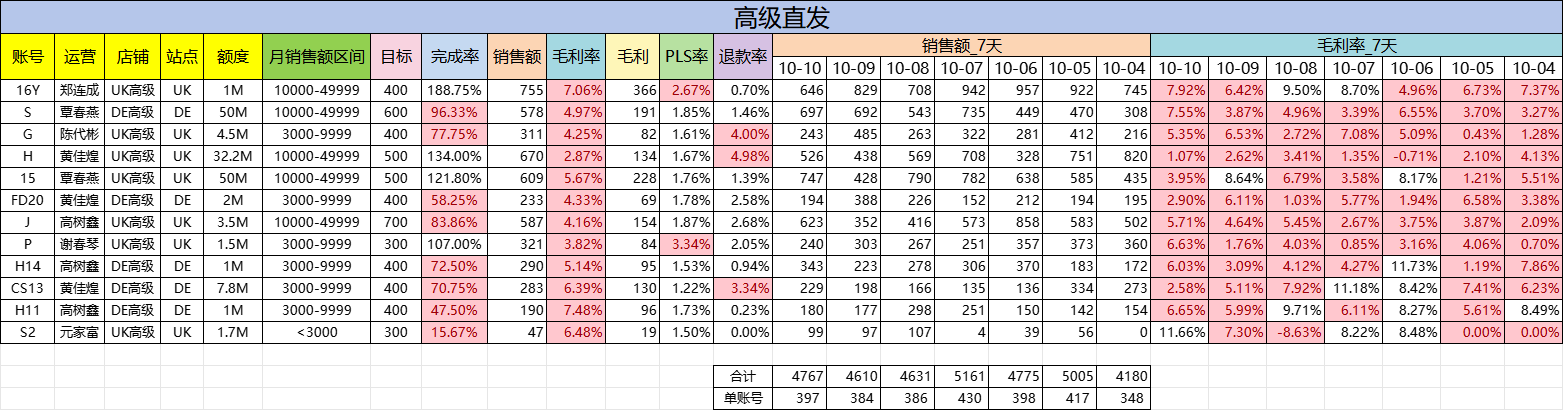 高级直发
账号 运营 店铺 站点 额度 月销售额区间 目标 完成率 销售额 毛利率 毛利 PLS率 退款率 销售额_7天 毛利率_7天
10-10 10-09 10-08 10-07 10-06 10-05 10-04 10-10 10-09 10-08 10-07 10-06 10-05 10-04
16Y 郑连成 UK高级 UK 1M 10000-49999 400 188.75% 755 7.06% 366 2.67% 0.70% 646 829 708 942 957 922 745 7.92% 6.42% 9.50% 8.70% 4.96% 6.73% 7.37%
S 覃春燕 DE高级 DE 50M 10000-49999 600 96.33% 578 4.97% 191 1.85% 1.46% 697 692 543 735 449 470 308 7.55% 3.87% 4.96% 3.39% 6.55% 3.70% 3.27%
G 陈代彬 UK高级 UK 4.5M 3000-9999 400 77.75% 311 4.25% 82 1.61% 4.00% 243 485 263 322 281 412 216 5.35% 6.53% 2.72% 7.08% 5.09% 0.43% 1.28%
H 黄佳煌 UK高级 UK 32.2M 10000-49999 500 134.00% 670 2.87% 134 1.67% 4.98% 526 438 569 708 328 751 820 1.07% 2.62% 3.41% 1.35% -0.71% 2.10% 4.13%
15 覃春燕 UK高级 UK 50M 10000-49999 500 121.80% 609 5.67% 228 1.76% 1.39% 747 428 790 782 638 585 435 3.95% 8.64% 6.79% 3.58% 8.17% 1.21% 5.51%
FD20 黄佳煌 DE高级 DE 2M 3000-9999 400 58.25% 233 4.33% 69 1.78% 2.58% 194 388 226 152 212 194 195 2.90% 6.11% 1.03% 5.77% 1.94% 6.58% 3.38%
J 高树鑫 UK高级 UK 3.5M 10000-49999 700 83.86% 587 4.16% 154 1.87% 2.68% 623 352 416 573 858 583 502 5.71% 4.64% 5.45% 2.67% 3.75% 3.87% 2.09%
P 谢春琴 UK高级 UK 1.5M 3000-9999 300 107.00% 321 3.82% 84 3.34% 2.05% 240 303 267 251 357 373 360 6.63% 1.76% 4.03% 0.85% 3.16% 4.06% 0.70%
H14 高树鑫 DE高级 DE 1M 3000-9999 400 72.50% 290 5.14% 95 1.53% 0.94% 343 223 278 306 370 183 172 6.03% 3.09% 4.12% 4.27% 11.73% 1.19% 7.86%
CS13 黄佳煌 DE高级 DE 7.8M 3000-9999 400 70.75% 283 6.39% 130 1.22% 3.34% 229 198 166 135 136 334 273 2.58% 5.11% 7.92% 11.18% 8.42% 7.41% 6.23%
H11 高树鑫 DE高级 DE 1M 3000-9999 400 47.50% 190 7.48% 96 1.73% 0.23% 180 177 298 251 150 142 154 6.65% 5.99% 9.71% 6.11% 8.27% 5.61% 8.49%
S2 元家富 UK高级 UK 1.7M <3000 300 15.67% 47 6.48% 19 1.50% 0.00% 99 97 107 4 39 56 0 11.66% 7.30% -8.63% 8.22% 8.48% 0.00% 0.00%
合计 4767 4610 4631 5161 4775 5005 4180
单账号 397 384 386 430 398 417 348